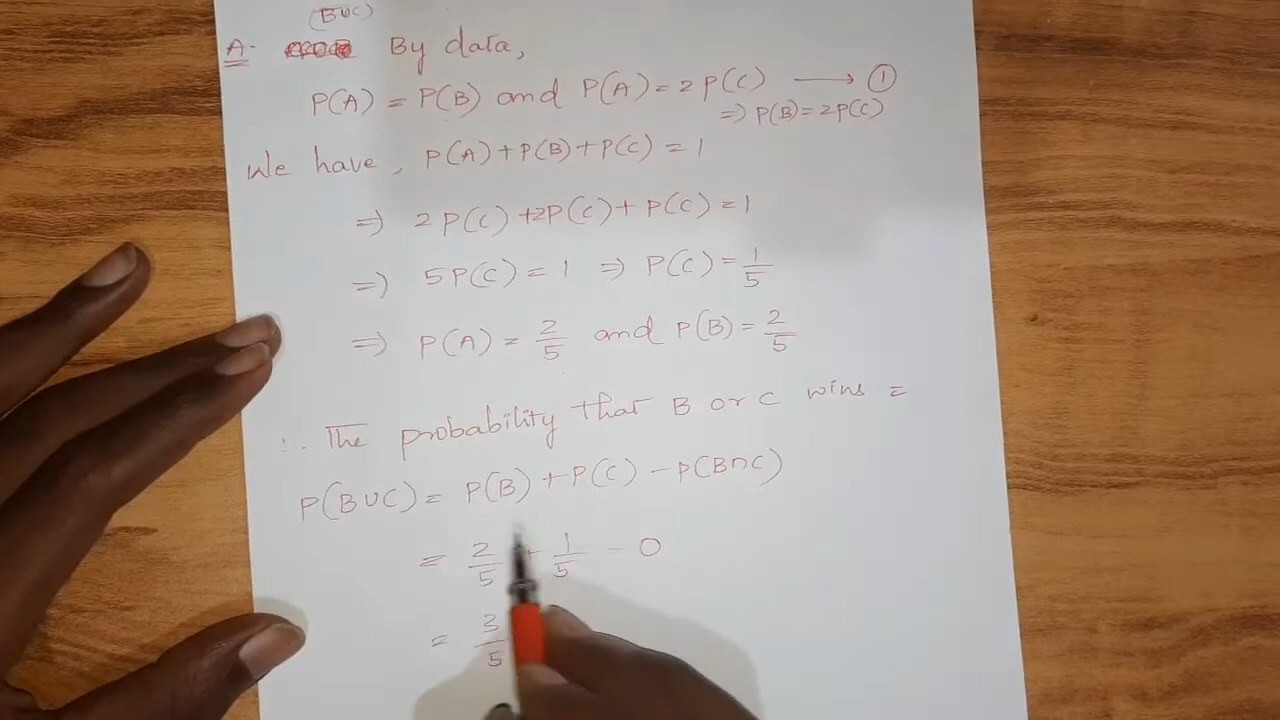 (BUC)
A- By data,
P(A) = P(B) and P(A) = 2P(C) ⟶ ①
⇒ P(B) = 2P(C)
We have, P(A)+P(B)+P(C) = 1
⇒ 2P(C)+2P(C)+P(C) = 1
⇒ 5P(C) = 1 ⇒ P(C) = 1/5
⇒ P(A) = 2/5 and P(B) = 2/5
∴ The probability that B or C wins =
P(B∪C) = P(B)+P(C)-P(B∩C)
= 2/5 + 1/5 - 0
= 3/5